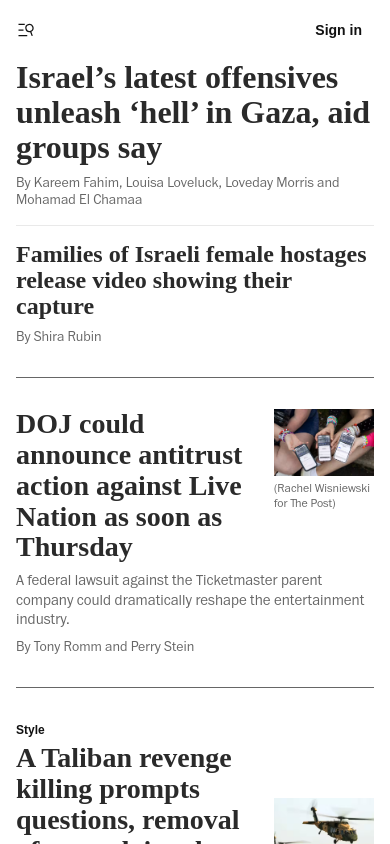 Sign in
Israel’s latest offensives
unleash ‘hell’ in Gaza, aid
groups say
By Kareem Fahim, Louisa Loveluck, Loveday Morris and
Mohamad El Chamaa
Families of Israeli female hostages
release video showing their
capture
By Shira Rubin
DOJ could
announce antitrust
action against Live
Nation as soon as
Thursday
(Rachel Wisniewski
for The Post)
A federal lawsuit against the Ticketmaster parent
company could dramatically reshape the entertainment
industry.
By Tony Romm and Perry Stein
Style
A Taliban revenge
killing prompts
questions, removal